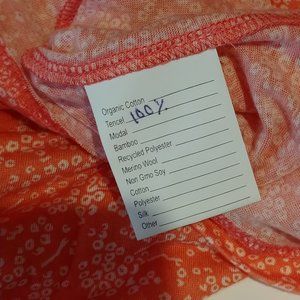 Organic Cotton
Tencel 100%
Modal
Bamboo
Recycled Polyester
Merino Wool
Non Gmo Soy
Cotton
Polyester
Silk
Other